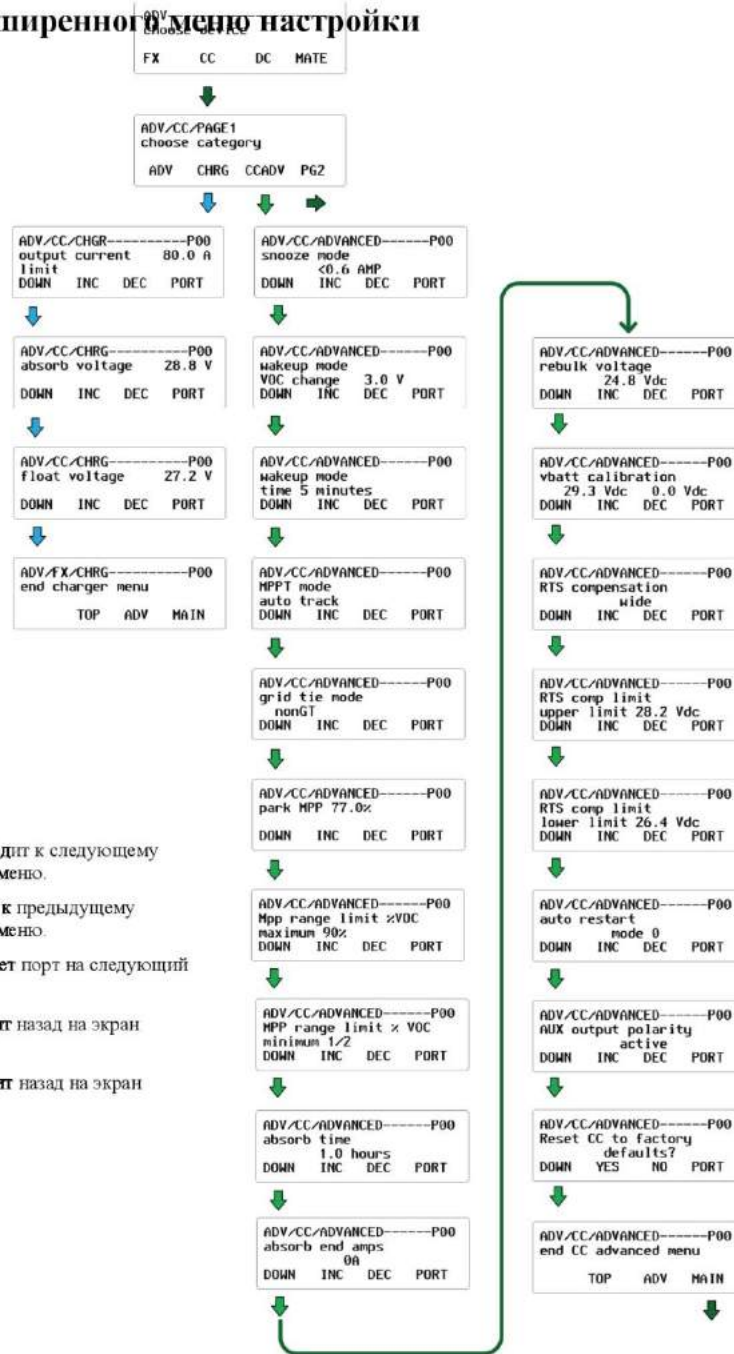 ширенного меню настройки
ADV
choose device
FX CC DC MATE
ADV/CC/PAGE1
choose category
ADV CHRG CCADV PG2
ADV/CC/CHGR----------P00
output current 80.0 A
limit
DOWN INC DEC PORT
ADV/CC/CHRG----------P00
absorb voltage 28.8 V
DOWN INC DEC PORT
ADV/CC/CHRG----------P00
float voltage 27.2 V
DOWN INC DEC PORT
ADV/FX/CHRG----------P00
end charger menu
TOP ADV MAIN
дит к следующему
меню.
к предыдущему
меню.
ет порт на следующий
ит назад на экран
ит назад на экран
ADV/CC/ADVANCED------P00
snooze mode
<0.6 AMP
DOWN INC DEC PORT
ADV/CC/ADVANCED------P00
wakeup mode
VOC change 3.0 V
DOWN INC DEC PORT
ADV/CC/ADVANCED------P00
wakeup mode
time 5 minutes
DOWN INC DEC PORT
ADV/CC/ADVANCED------P00
MPPT mode
auto track
DOWN INC DEC PORT
ADV/CC/ADVANCED------P00
grid tie mode
nonGT
DOWN INC DEC PORT
ADV/CC/ADVANCED------P00
park MPP 77.0%
DOWN INC DEC PORT
ADV/CC/ADVANCED------P00
Mpp range limit %VOC
maximum 90%
DOWN INC DEC PORT
ADV/CC/ADVANCED------P00
MPP range limit % VOC
minimum 1/2
DOWN INC DEC PORT
ADV/CC/ADVANCED------P00
absorb time
1.0 hours
DOWN INC DEC PORT
ADV/CC/ADVANCED------P00
absorb end amps
0A
DOWN INC DEC PORT
ADV/CC/ADVANCED------P00
rebulk voltage
24.8 Vdc
DOWN INC DEC PORT
ADV/CC/ADVANCED------P00
vbatt calibration
29.3 Vdc 0.0 Vdc
DOWN INC DEC PORT
ADV/CC/ADVANCED------P00
RTS compensation
wide
DOWN INC DEC PORT
ADV/CC/ADVANCED------P00
RTS comp limit
upper limit 28.2 Vdc
DOWN INC DEC PORT
ADV/CC/ADVANCED------P00
RTS comp limit
lower limit 26.4 Vdc
DOWN INC DEC PORT
ADV/CC/ADVANCED------P00
auto restart
mode 0
DOWN INC DEC PORT
ADV/CC/ADVANCED------P00
AUX output polarity
active
DOWN INC DEC PORT
ADV/CC/ADVANCED------P00
Reset CC to factory
defaults?
DOWN YES NO PORT
ADV/CC/ADVANCED------P00
end CC advanced menu
TOP ADV MAIN